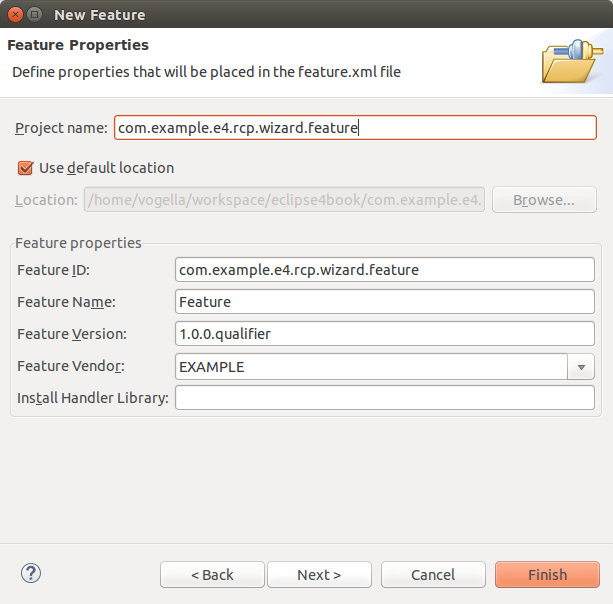 New Feature
Feature Properties
Define properties that will be placed in the feature.xml file
Project name: com.example.e4.rcp.wizard.feature
Use default location
Location: /home/vogella/workspace/eclipse4book/com.example.e4. Browse...
Feature properties
Feature ID: com.example.e4.rcp.wizard.feature
Feature Name: Feature
Feature Version: 1.0.0.qualifier
Feature Vendor: EXAMPLE
Install Handler Library:
? < Back Next > Cancel Finish